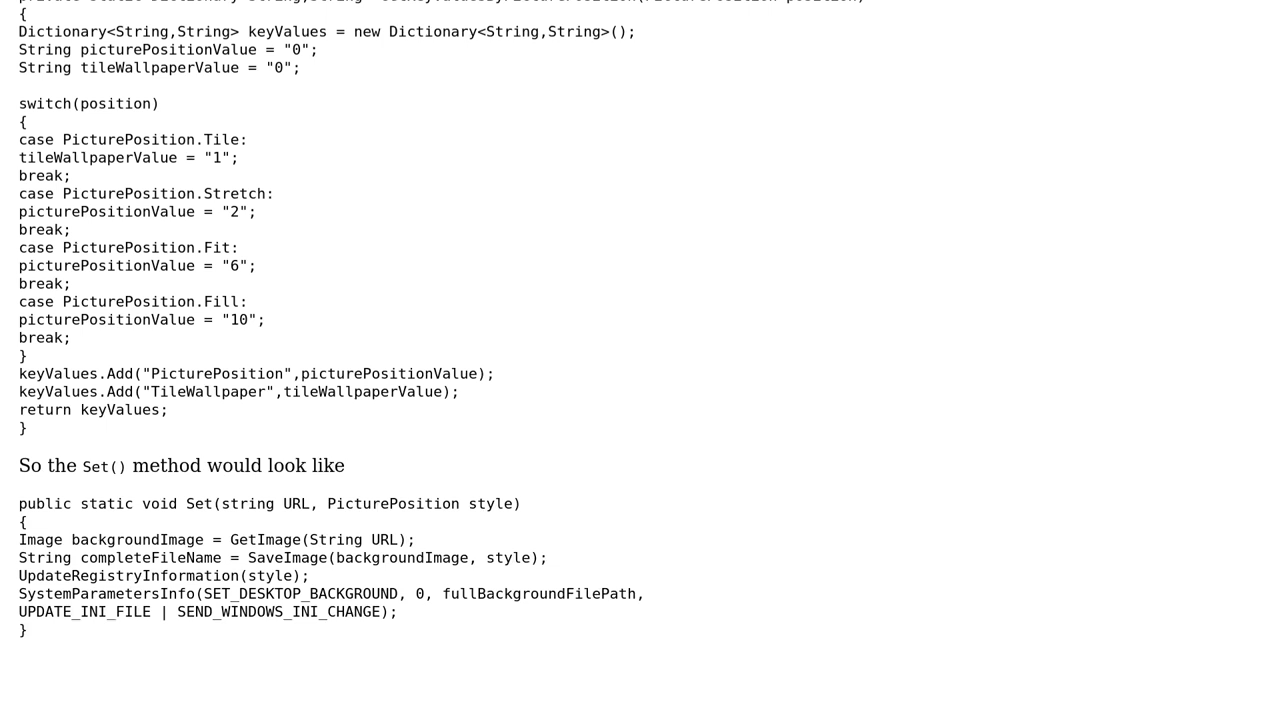 {
Dictionary<String,String> keyValues = new Dictionary<String,String>();
String picturePositionValue = "0";
String tileWallpaperValue = "0";
switch(position)
{
case PicturePosition.Tile:
tileWallpaperValue = "1";
break;
case PicturePosition.Stretch:
picturePositionValue = "2";
break;
case PicturePosition.Fit:
picturePositionValue = "6";
break;
case PicturePosition.Fill:
picturePositionValue = "10";
break;
}
keyValues.Add("PicturePosition",picturePositionValue);
keyValues.Add("TileWallpaper",tileWallpaperValue);
return keyValues;
}
So the Set() method would look like
public static void Set(string URL, PicturePosition style)
{
Image backgroundImage = GetImage(String URL);
String completeFileName = SaveImage(backgroundImage, style);
UpdateRegistryInformation(style);
SystemParametersInfo(SET_DESKTOP_BACKGROUND, 0, fullBackgroundFilePath,
UPDATE_INI_FILE | SEND_WINDOWS_INI_CHANGE);
}